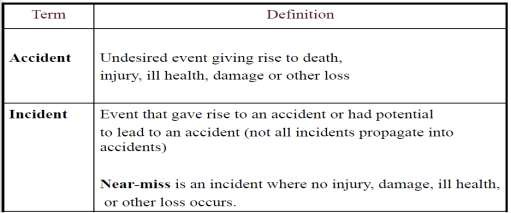 Term Definition
Accident Undesired event giving rise to death,
injury, ill health, damage or other loss
Incident Event that gave rise to an accident or had potential
to lead to an accident (not all incidents propagate into
accidents)
Near-miss is an incident where no injury, damage, ill health,
or other loss occurs.